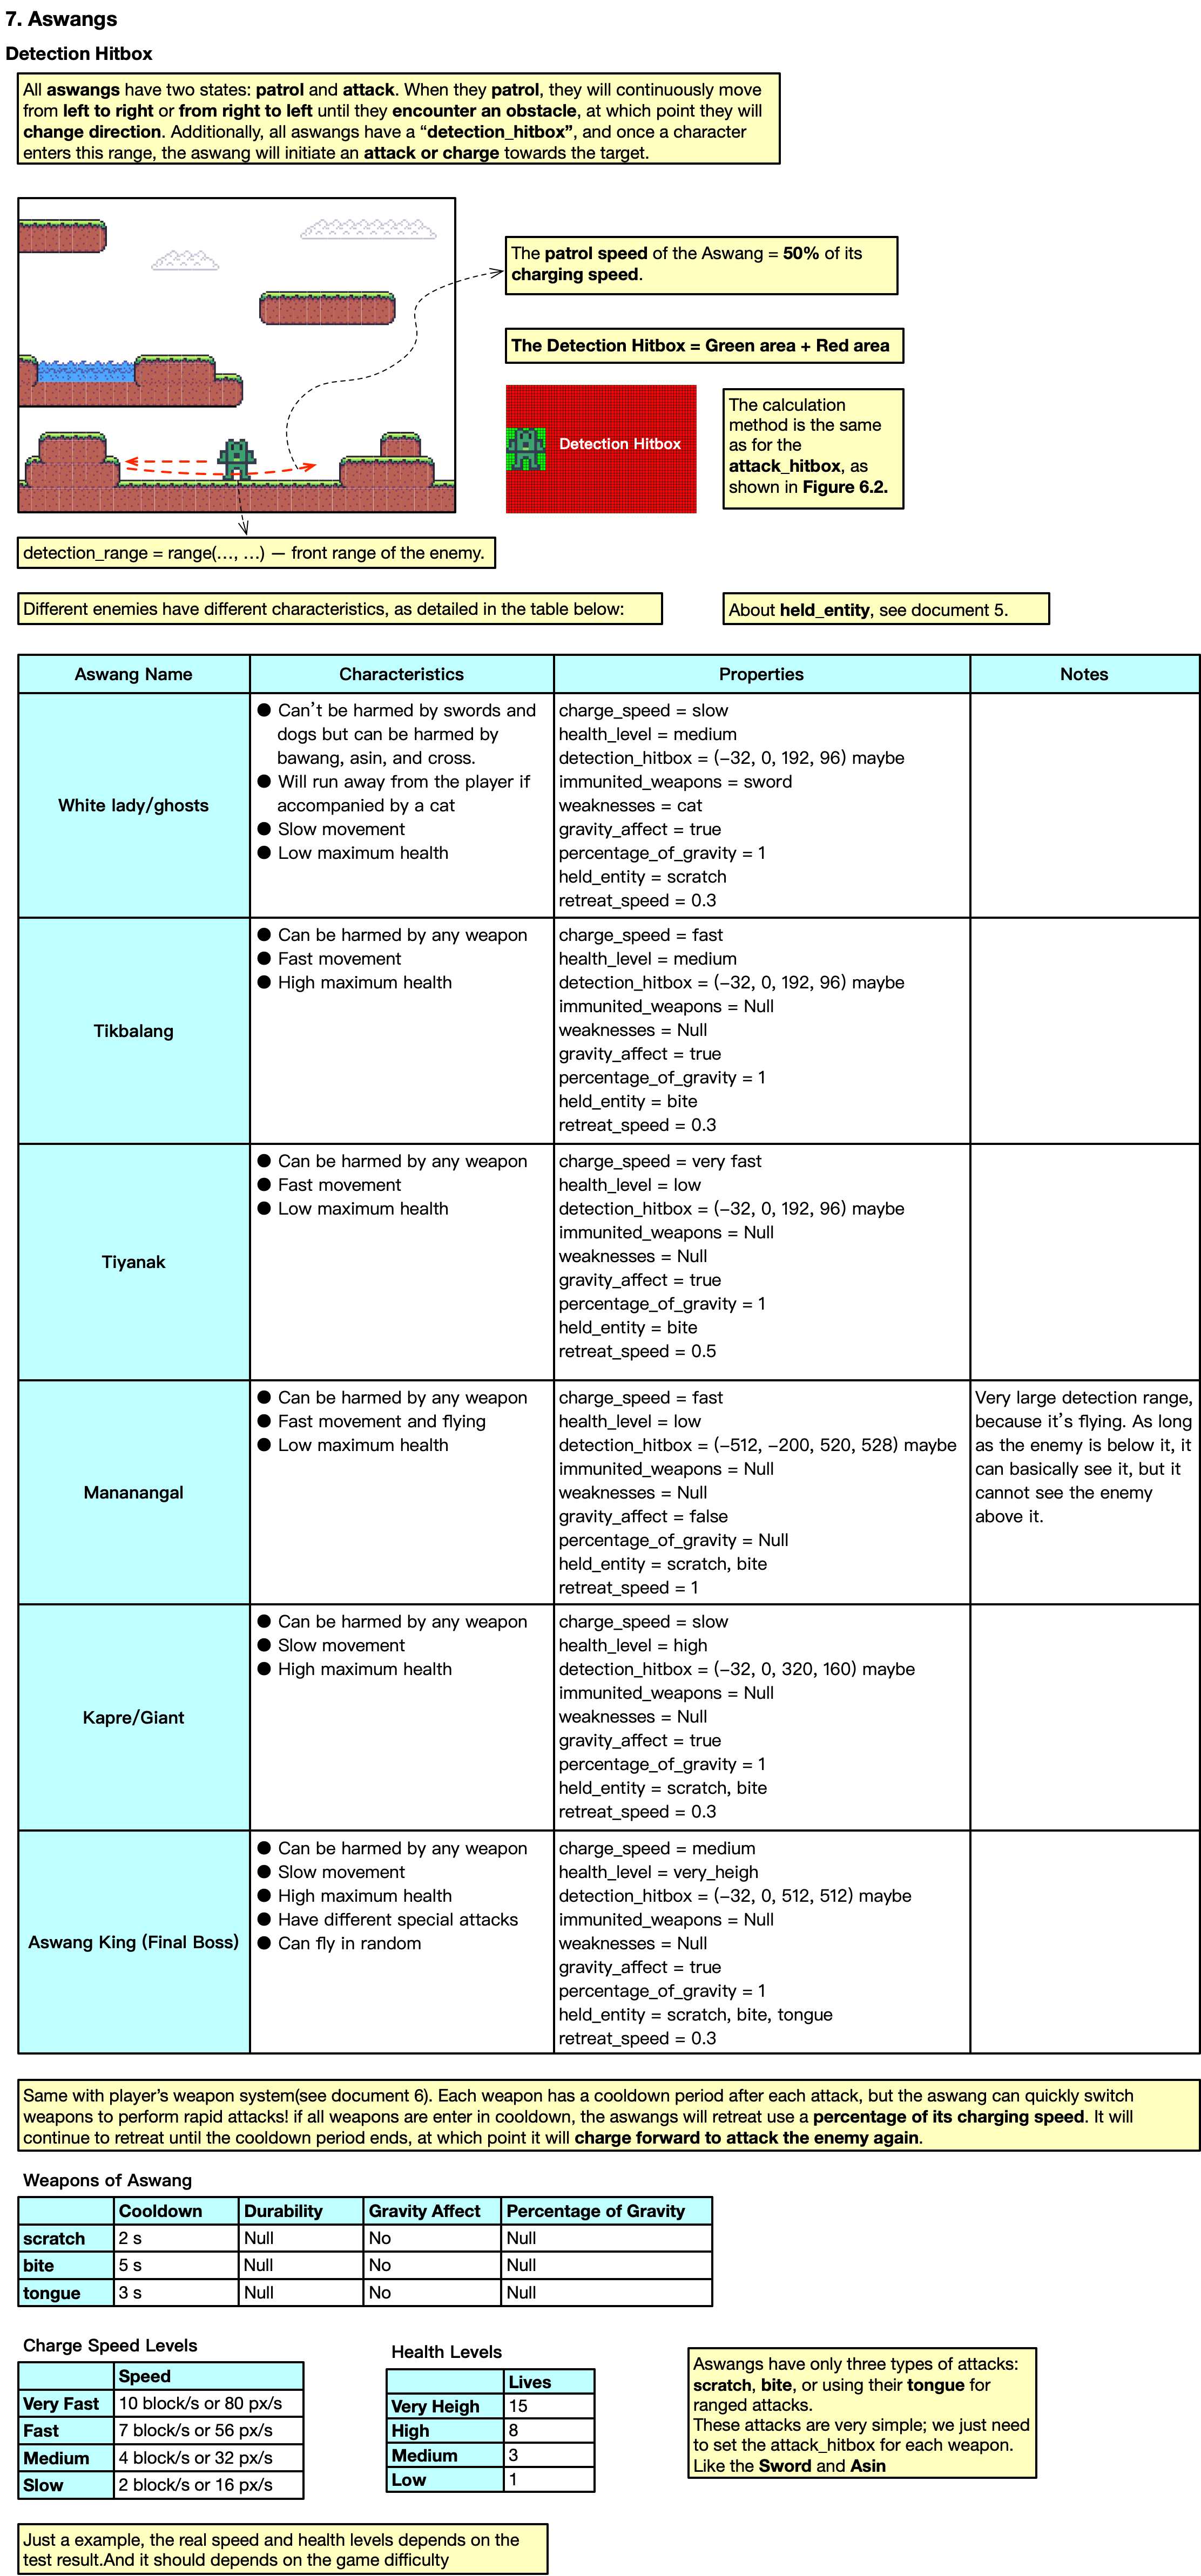 7. Aswangs
Detection Hitbox
All aswangs have two states: patrol and attack. When they patrol, they will continuously move
from left to right or from right to left until they encounter an obstacle, at which point they will
change direction. Additionally, all aswangs have a “detection_hitbox”, and once a character
enters this range, the aswang will initiate an attack or charge towards the target.
The patrol speed of the Aswang = 50% of its
charging speed.
The Detection Hitbox = Green area + Red area
Detection Hitbox
The calculation
method is the same
as for the
attack_hitbox, as
shown in Figure 6.2.
detection_range = range(…, …) — front range of the enemy.
Different enemies have different characteristics, as detailed in the table below:
About held_entity, see document 5.
Aswang Name
Characteristics
Properties
Notes
White lady/ghosts
● Can’t be harmed by swords and
dogs but can be harmed by
bawang, asin, and cross.
● Will run away from the player if
accompanied by a cat
● Slow movement
● Low maximum health
charge_speed = slow
health_level = medium
detection_hitbox = (−32, 0, 192, 96) maybe
immunited_weapons = sword
weaknesses = cat
gravity_affect = true
percentage_of_gravity = 1
held_entity = scratch
retreat_speed = 0.3
Tikbalang
● Can be harmed by any weapon
● Fast movement
● High maximum health
charge_speed = fast
health_level = medium
detection_hitbox = (−32, 0, 192, 96) maybe
immunited_weapons = Null
weaknesses = Null
gravity_affect = true
percentage_of_gravity = 1
held_entity = bite
retreat_speed = 0.3
Tiyanak
● Can be harmed by any weapon
● Fast movement
● Low maximum health
charge_speed = very fast
health_level = low
detection_hitbox = (−32, 0, 192, 96) maybe
immunited_weapons = Null
weaknesses = Null
gravity_affect = true
percentage_of_gravity = 1
held_entity = bite
retreat_speed = 0.5
Mananangal
● Can be harmed by any weapon
● Fast movement and flying
● Low maximum health
charge_speed = fast
health_level = low
detection_hitbox = (−512, −200, 520, 528) maybe
immunited_weapons = Null
weaknesses = Null
gravity_affect = false
percentage_of_gravity = Null
held_entity = scratch, bite
retreat_speed = 1
Very large detection range,
because it’s flying. As long
as the enemy is below it, it
can basically see it, but it
cannot see the enemy
above it.
Kapre/Giant
● Can be harmed by any weapon
● Slow movement
● High maximum health
charge_speed = slow
health_level = high
detection_hitbox = (−32, 0, 320, 160) maybe
immunited_weapons = Null
weaknesses = Null
gravity_affect = true
percentage_of_gravity = 1
held_entity = scratch, bite
retreat_speed = 0.3
Aswang King (Final Boss)
● Can be harmed by any weapon
● Slow movement
● High maximum health
● Have different special attacks
● Can fly in random
charge_speed = medium
health_level = very_heigh
detection_hitbox = (−32, 0, 512, 512) maybe
immunited_weapons = Null
weaknesses = Null
gravity_affect = true
percentage_of_gravity = 1
held_entity = scratch, bite, tongue
retreat_speed = 0.3
Same with player’s weapon system(see document 6). Each weapon has a cooldown period after each attack, but the aswang can quickly switch
weapons to perform rapid attacks! if all weapons are enter in cooldown, the aswangs will retreat use a percentage of its charging speed. It will
continue to retreat until the cooldown period ends, at which point it will charge forward to attack the enemy again.
Weapons of Aswang
Cooldown Durability Gravity Affect Percentage of Gravity
scratch 2 s Null No Null
bite 5 s Null No Null
tongue 3 s Null No Null
Charge Speed Levels
Speed
Very Fast 10 block/s or 80 px/s
Fast 7 block/s or 56 px/s
Medium 4 block/s or 32 px/s
Slow 2 block/s or 16 px/s
Health Levels
Lives
Very Heigh 15
High 8
Medium 3
Low 1
Aswangs have only three types of attacks:
scratch, bite, or using their tongue for
ranged attacks.
These attacks are very simple; we just need
to set the attack_hitbox for each weapon.
Like the Sword and Asin
Just a example, the real speed and health levels depends on the
test result.And it should depends on the game difficulty